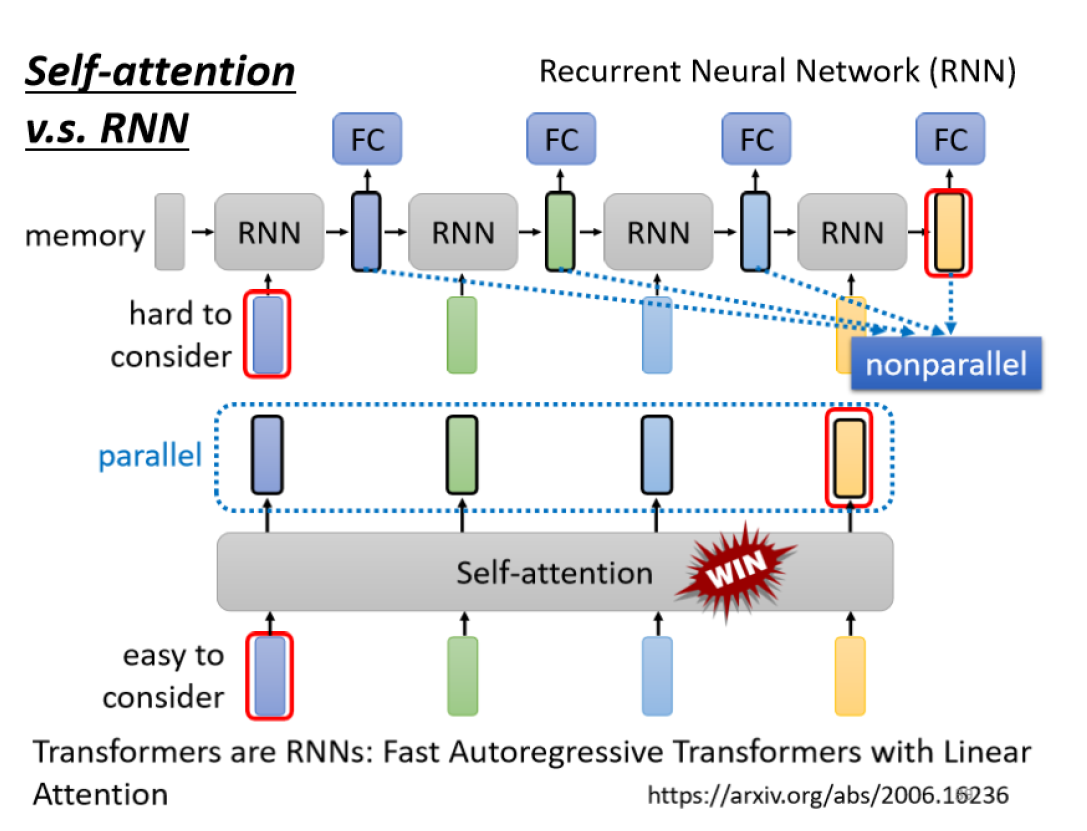 Self-attention
v.s. RNN
Recurrent Neural Network (RNN)
FC FC FC FC
memory RNN RNN RNN RNN
hard to
consider
nonparallel
parallel
Self-attention WIN
easy to
consider
Transformers are RNNs: Fast Autoregressive Transformers with Linear
Attention
https://arxiv.org/abs/2006.16236